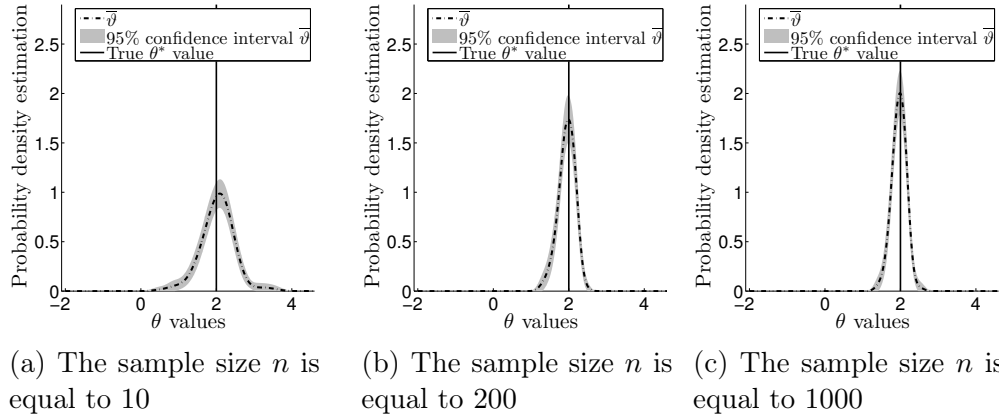 ϑ̅
95% confidence interval ϑ̅
True θ* value
Probability density estimation
2.5
2
1.5
1
0.5
0
−2 0 2 4
θ values
(a) The sample size n is
equal to 10
ϑ̅
95% confidence interval ϑ̅
True θ* value
Probability density estimation
2.5
2
1.5
1
0.5
0
−2 0 2 4
θ values
(b) The sample size n is
equal to 200
ϑ̅
95% confidence interval ϑ̅
True θ* value
Probability density estimation
2.5
2
1.5
1
0.5
0
−2 0 2 4
θ values
(c) The sample size n is
equal to 1000